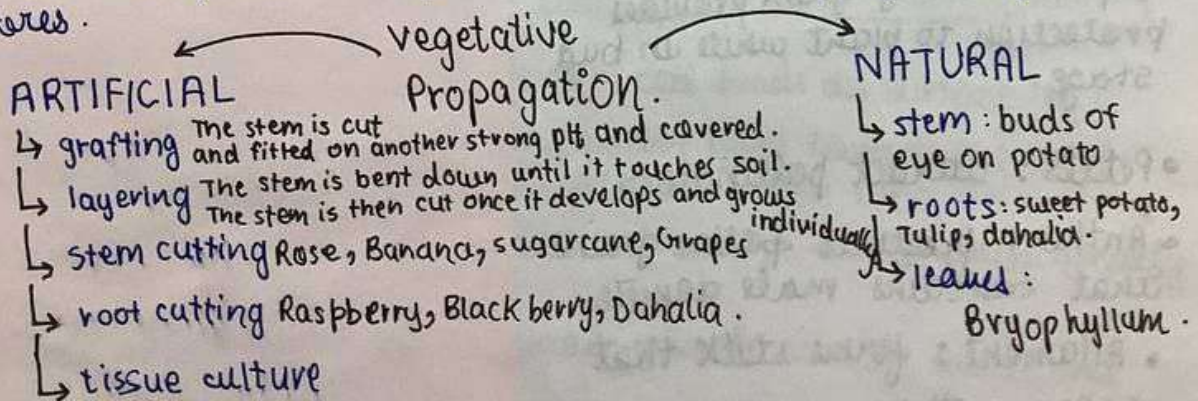 vegetative
Propagation.
ARTIFICIAL
↳ grafting The stem is cut
and fitted on another strong plt and covered.
↳ layering The stem is bent down until it touches soil.
The stem is then cut once it develops and grows
individually
↳ stem cutting Rose, Banana, sugarcane, Grapes
↳ root cutting Raspberry, Black berry, Dahalia.
↳ tissue culture
NATURAL
↳ stem: buds of
eye on potato
↳ roots: sweet potato,
Tulip, dahalia.
↳ leaves:
Bryophyllum.